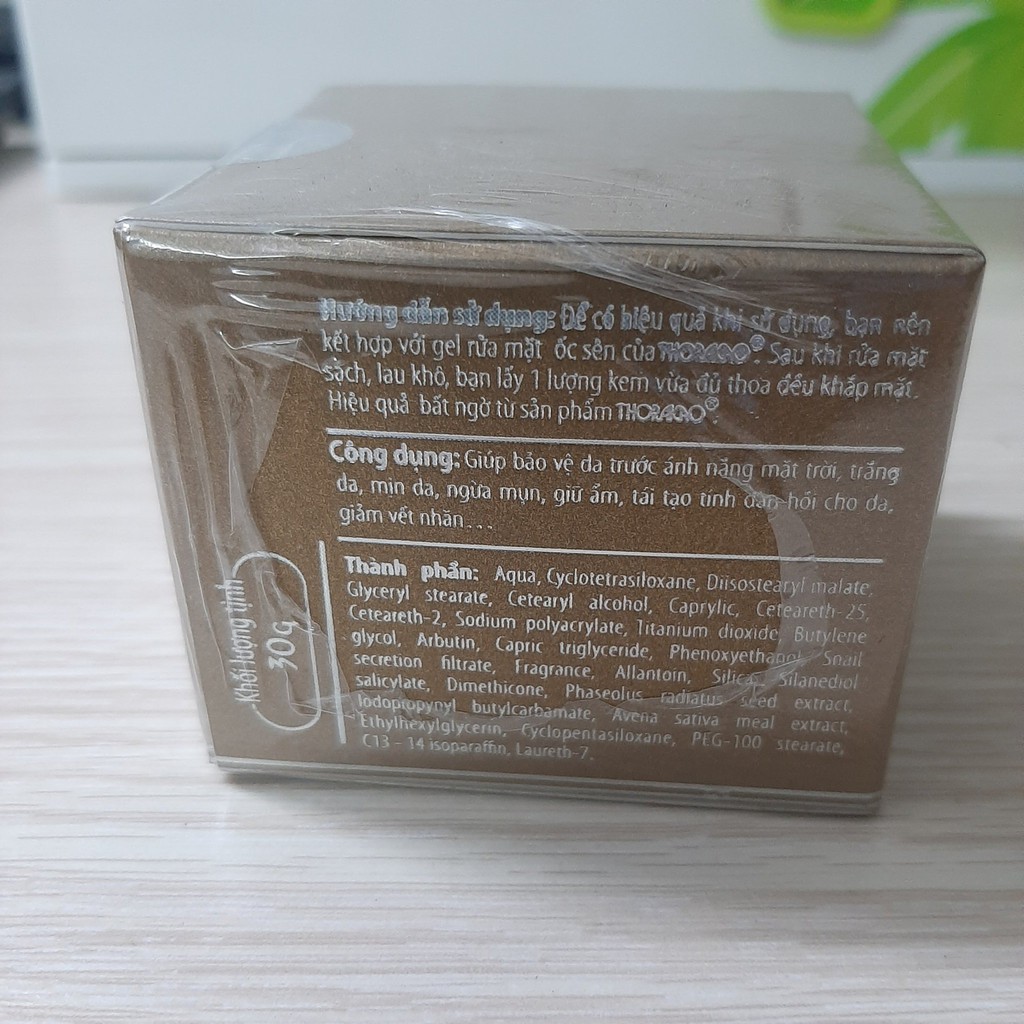 Hướng dẫn sử dụng: Để có hiệu quả khi sử dụng, bạn nên
kết hợp với gel rửa mặt ốc sên của THORAKAO®. Sau khi rửa mặt
sạch, lau khô, bạn lấy 1 lượng kem vừa đủ thoa đều khắp mặt.
Hiệu quả bất ngờ từ sản phẩm THORAKAO®.
Công dụng: Giúp bảo vệ da trước ánh nắng mặt trời, trắng
da, mịn da, ngừa mụn, giữ ẩm, tái tạo tính đàn hồi cho da,
giảm vết nhăn...
Khối lượng tịnh
30g
Thành phần: Aqua, Cyclotetrasiloxane, Diisostearyl malate,
Glyceryl stearate, Cetearyl alcohol, Caprylic, Ceteareth-25,
Ceteareth-2, Sodium polyacrylate, Titanium dioxide, Butylene
glycol, Arbutin, Capric triglyceride, Phenoxyethanol, Snail
secretion filtrate, Fragrance, Allantoin, Silica, Silanediol
salicylate, Dimethicone, Phaseolus radiatus seed extract,
Iodopropynyl butylcarbamate, Avena sativa meal extract,
Ethylhexylglycerin, Cyclopentasiloxane, PEG-100 stearate,
C13 - 14 isoparaffin, Laureth-7.